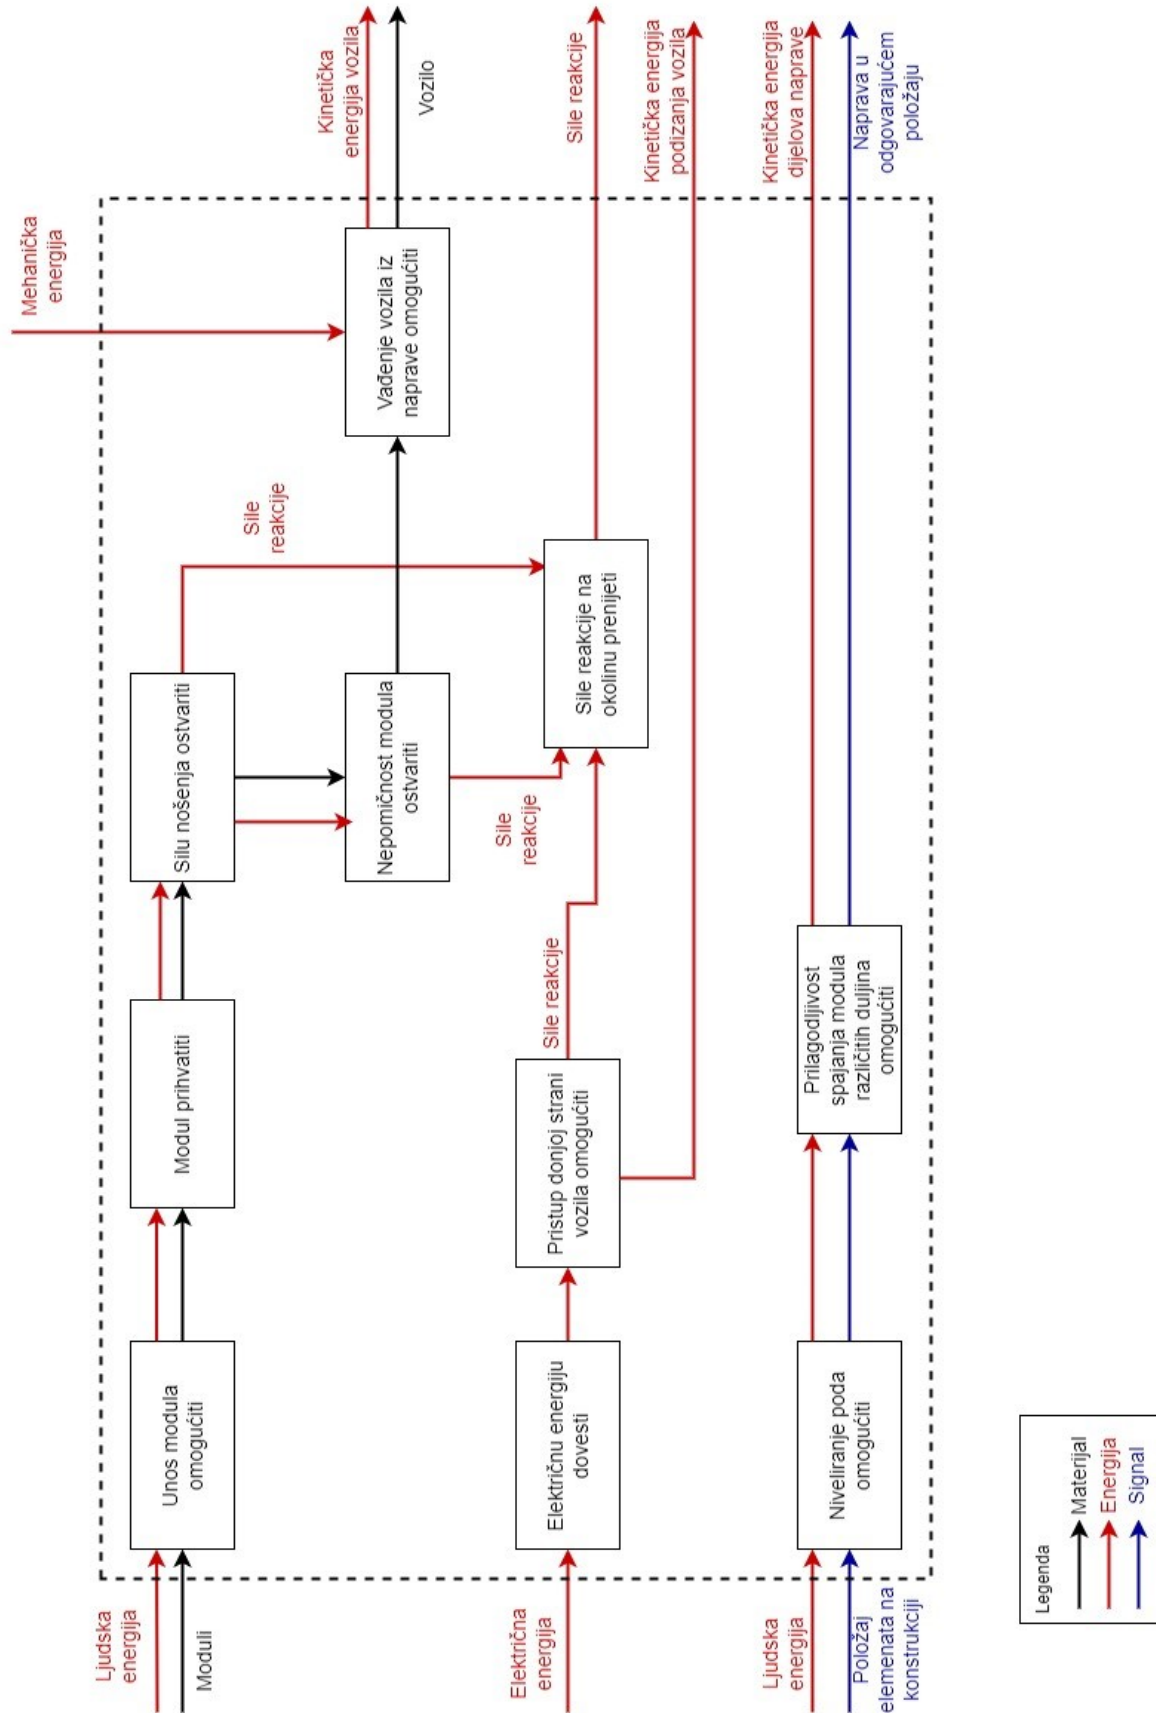 Mehanička
energija
Ljudska
energija
Moduli
Unos modula
omogućiti
Modul prihvatiti
Silu nošenja ostvariti
Sile
reakcije
Nepomičnost modula
ostvariti
Vađenje vozila iz
naprave omogućiti
Kinetička
energija vozila
Vozilo
Sile
reakcije
Sile reakcije na
okolinu prenijeti
Sile reakcije
Električna
energija
Električnu energiju
dovesti
Pristup donjoj strani
vozila omogućiti
Sile reakcije
Kinetička energija
podizanja vozila
Ljudska
energija
Položaj
elemenata na
konstrukciji
Niveliranje poda
omogućiti
Prilagodljivost
spajanja modula
različitih duljina
omogućiti
Kinetička energija
dijelova naprave
Naprava u
odgovarajućem
položaju
Legenda
Materijal
Energija
Signal